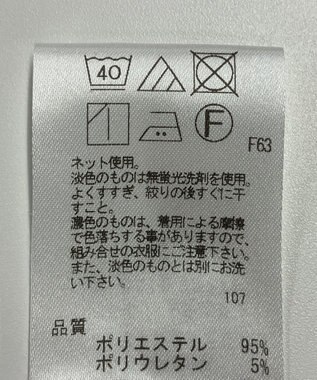 40
F
F63
ネット使用。
淡色のものは無蛍光洗剤を使用。
よくすすぎ、絞りの後すぐに干
すこと。
濃色のものは、着用による摩擦
で色落ちする事がありますので、
組み合せの衣服にご注意下さい。
また、淡色のものとは別にお洗
い下さい。
107
品質
ポリエステル 95%
ポリウレタン 5%